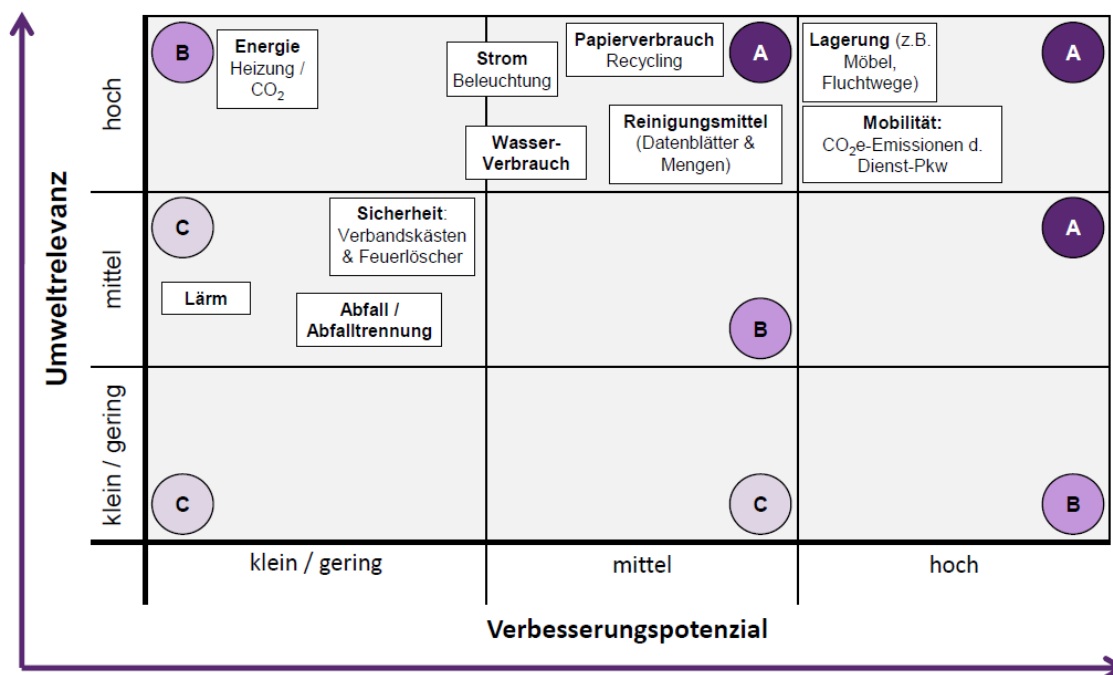 Umweltrelevanz
hoch
mittel
klein / gering
B
Energie
Heizung /
CO₂
Strom
Beleuchtung
Wasser-
Verbrauch
Papierverbrauch
Recycling
A
Reinigungsmittel
(Datenblätter &
Mengen)
Lagerung (z.B.
Möbel,
Fluchtwege)
A
Mobilität:
CO₂e-Emissionen d.
Dienst-Pkw
C
Sicherheit:
Verbandskästen
& Feuerlöscher
Lärm
Abfall /
Abfalltrennung
B
A
C
C
B
klein / gering
mittel
hoch
Verbesserungspotenzial